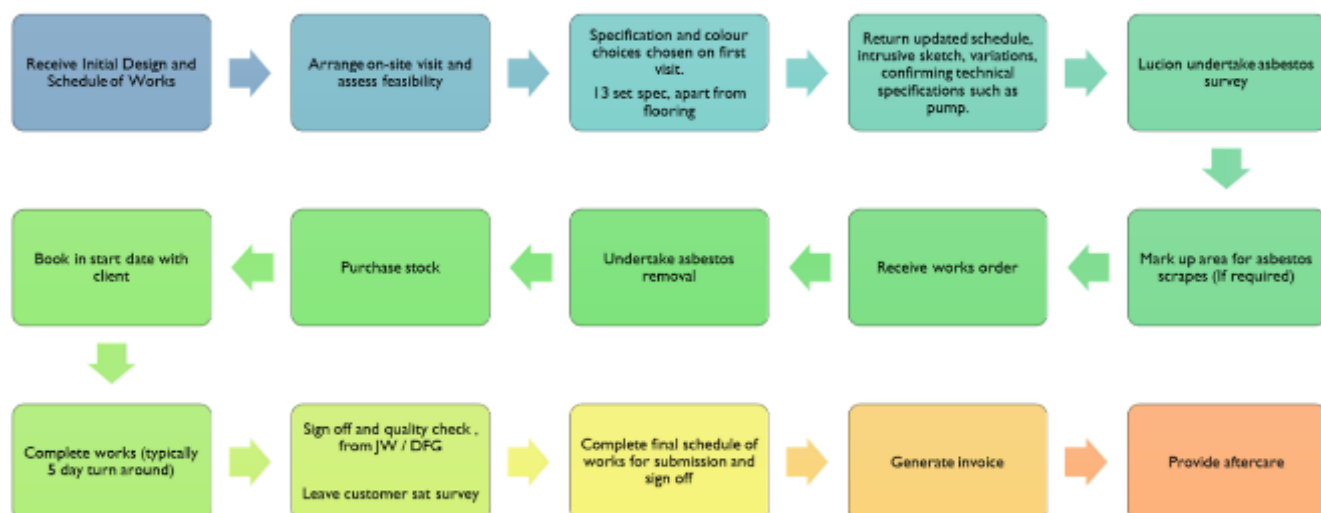 Receive Initial Design and
Schedule of Works
Arrange on-site visit and
assess feasibility
Specification and colour
choices chosen on first
visit.
13 set spec, apart from
flooring
Return updated schedule,
intrusive sketch, variations,
confirming technical
specifications such as
pump.
Lucion undertake asbestos
survey
Mark up area for asbestos
scrapes (If required)
Receive works order
Undertake asbestos
removal
Purchase stock
Book in start date with
client
Complete works (typically
5 day turn around)
Sign off and quality check ,
from JW / DFG
Leave customer sat survey
Complete final schedule of
works for submission and
sign off
Generate invoice
Provide aftercare